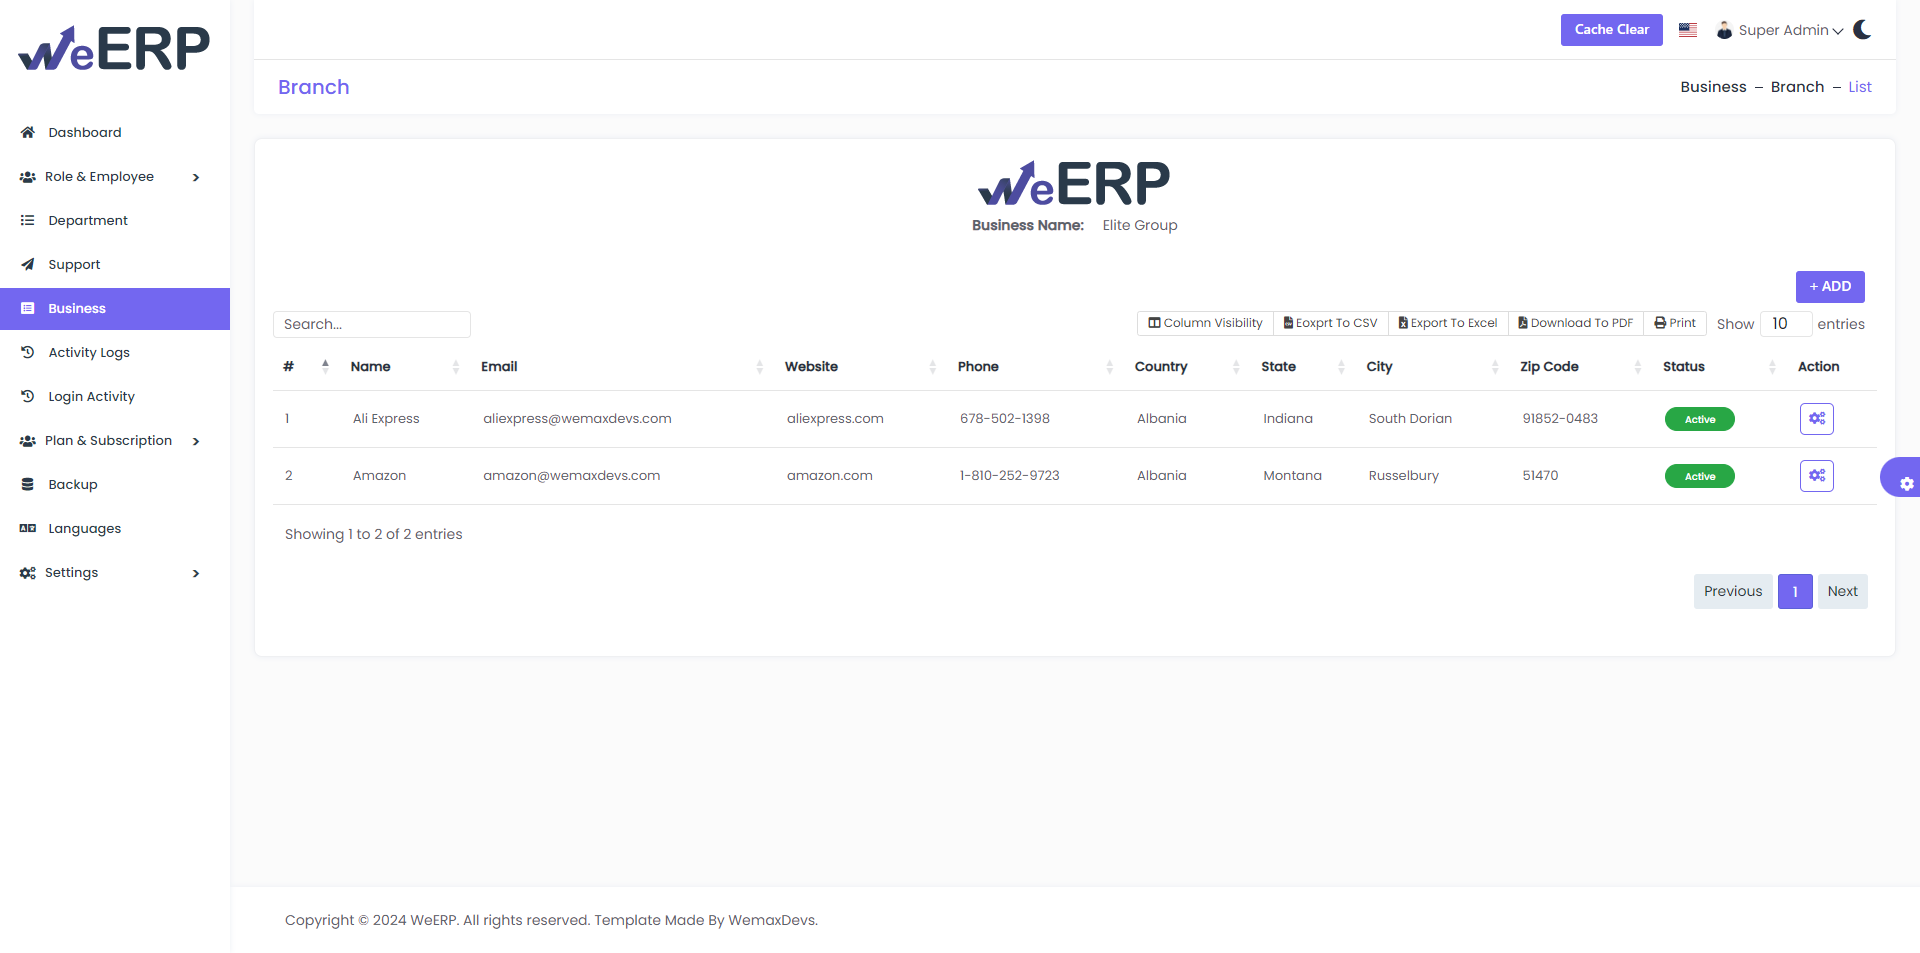 WeERP
Cache Clear
Super Admin
Branch
Business – Branch – List
Dashboard
Role & Employee
Department
Support
Business
Activity Logs
Login Activity
Plan & Subscription
Backup
Languages
Settings
WeERP
Business Name: Elite Group
+ ADD
Search...
Column Visibility Eoxprt To CSV Export To Excel Download To PDF Print Show 10 entries
# Name Email Website Phone Country State City Zip Code Status Action
1 Ali Express aliexpress@wemaxdevs.com aliexpress.com 678-502-1398 Albania Indiana South Dorian 91852-0483 Active
2 Amazon amazon@wemaxdevs.com amazon.com 1-810-252-9723 Albania Montana Russelbury 51470 Active
Showing 1 to 2 of 2 entries
Previous 1 Next
Copyright © 2024 WeERP. All rights reserved. Template Made By WemaxDevs.